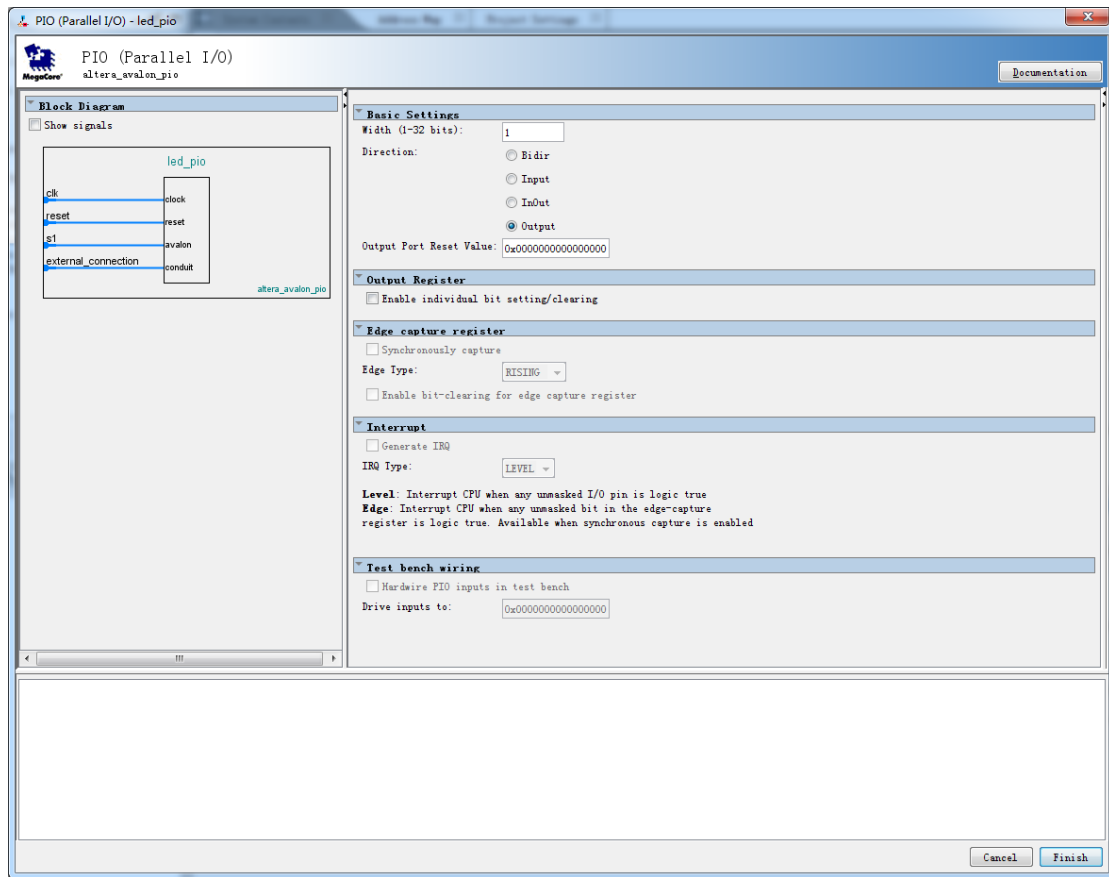 PIO (Parallel I/O) - led_pio
Address Map
Project Settings
PIO (Parallel I/O)
MegaCore®
altera_avalon_pio
Documentation
Block Diagram
Show signals
led_pio
clk
clock
reset
reset
s1
avalon
external_connection
conduit
altera_avalon_pio
Basic Settings
Width (1-32 bits):
1
Direction:
Bidir
Input
InOut
Output
Output Port Reset Value:
0x0000000000000000
Output Register
Enable individual bit setting/clearing
Edge capture register
Synchronously capture
Edge Type:
RISING
Enable bit-clearing for edge capture register
Interrupt
Generate IRQ
IRQ Type:
LEVEL
Level: Interrupt CPU when any unmasked I/O pin is logic true
Edge: Interrupt CPU when any unmasked bit in the edge-capture
register is logic true. Available when synchronous capture is enabled
Test bench wiring
Hardwire PIO inputs in test bench
Drive inputs to:
0x0000000000000000
Cancel
Finish